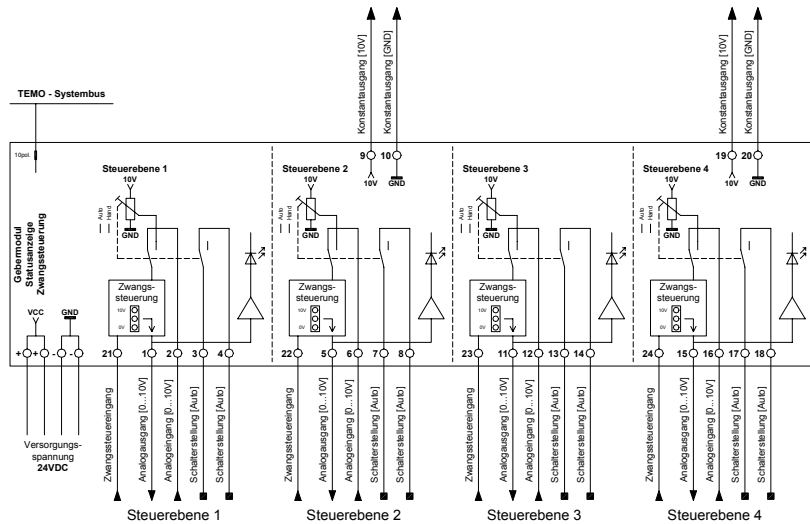 Konstantausgang [10V]
Konstantausgang [GND]
Konstantausgang [10V]
Konstantausgang [GND]
TEMO - Systembus
10pol.
9
10
19
20
10V
GND
10V
GND
Gebermodul
Statusanzeige
Zwangssteuerung
VCC
GND
+
+
-
-
Versorgungs-
spannung
24VDC
Steuerebene 1
10V
Auto
Hand
GND
Zwangs-
steuerung
10V
0V
21
1
2
3
4
Zwangssteuereingang
Analogausgang [0...10V]
Analogeingang [0...10V]
Schalterstellung [Auto]
Schalterstellung [Auto]
Steuerebene 1
Steuerebene 2
10V
Auto
Hand
GND
Zwangs-
steuerung
10V
0V
22
5
6
7
8
Zwangssteuereingang
Analogausgang [0...10V]
Analogeingang [0...10V]
Schalterstellung [Auto]
Schalterstellung [Auto]
Steuerebene 2
Steuerebene 3
10V
Auto
Hand
GND
Zwangs-
steuerung
10V
0V
23
11
12
13
14
Zwangssteuereingang
Analogausgang [0...10V]
Analogeingang [0...10V]
Schalterstellung [Auto]
Schalterstellung [Auto]
Steuerebene 3
Steuerebene 4
10V
Auto
Hand
GND
Zwangs-
steuerung
10V
0V
24
15
16
17
18
Zwangssteuereingang
Analogausgang [0...10V]
Analogeingang [0...10V]
Schalterstellung [Auto]
Schalterstellung [Auto]
Steuerebene 4